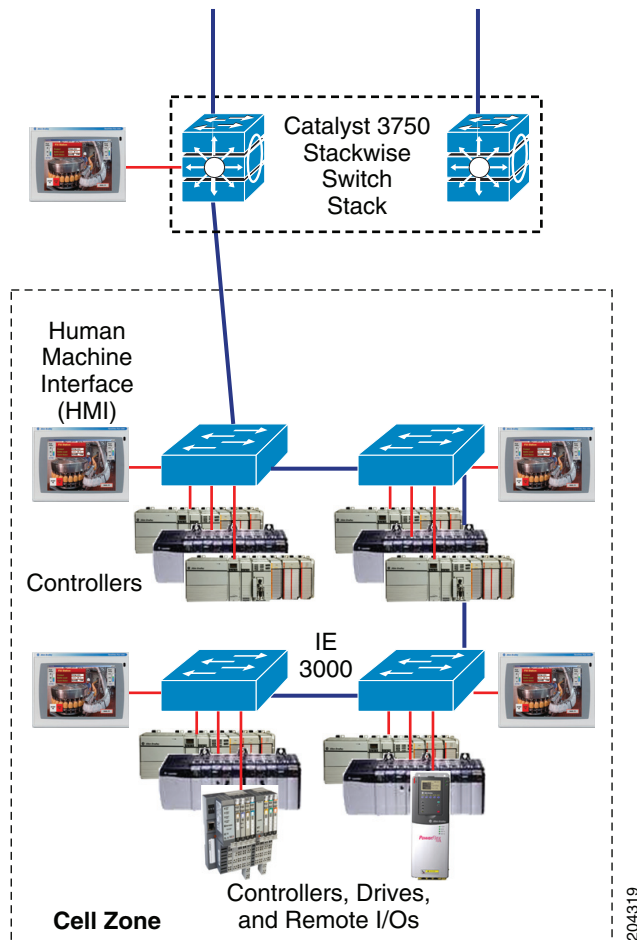 Catalyst 3750
Stackwise
Switch
Stack
Human
Machine
Interface
(HMI)
Controllers
IE
3000
PowerFlex
Controllers, Drives,
and Remote I/Os
Cell Zone
204319